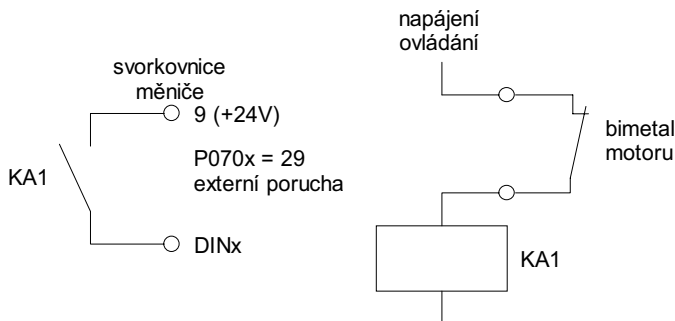 napájení
ovládání
svorkovnice
měniče
9 (+24V)
P070x = 29
externí porucha
KA1
DINx
bimetal
motoru
KA1